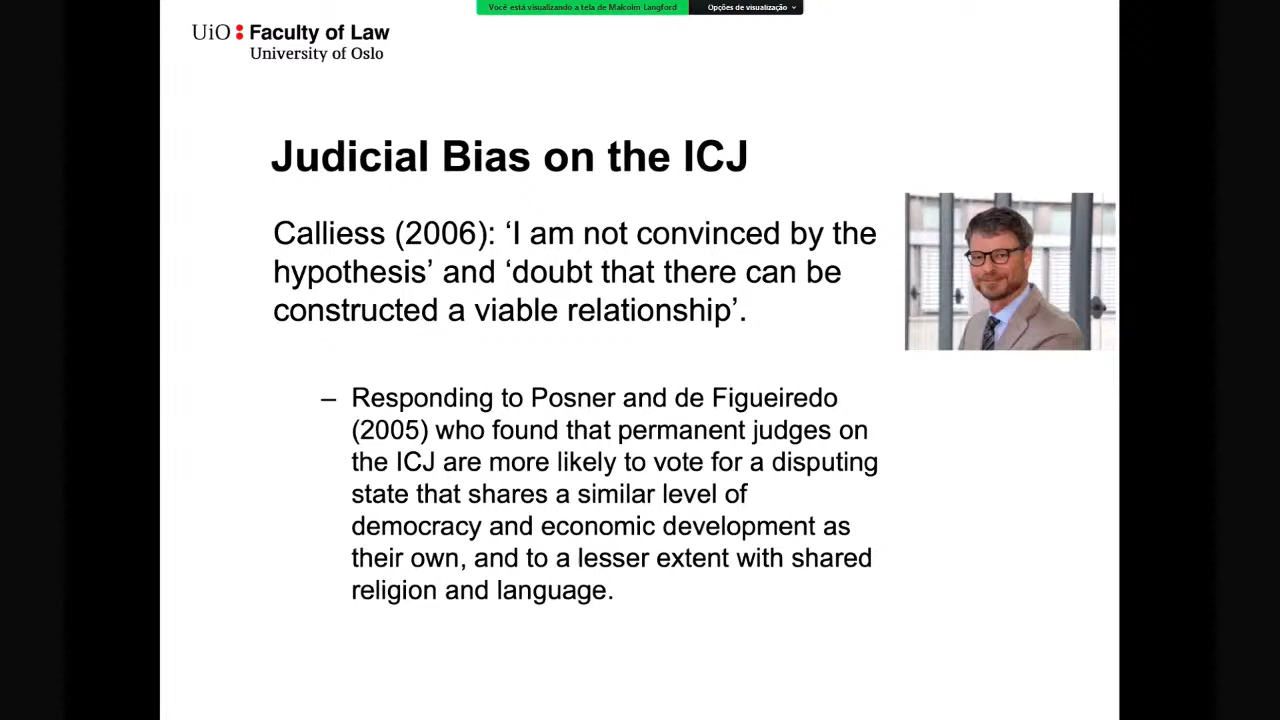 Você está visualizando a tela de Malcolm Langford
Opções de visualização
UiO : Faculty of Law
University of Oslo
Judicial Bias on the ICJ
Calliess (2006): ‘I am not convinced by the
hypothesis’ and ‘doubt that there can be
constructed a viable relationship’.
– Responding to Posner and de Figueiredo
(2005) who found that permanent judges on
the ICJ are more likely to vote for a disputing
state that shares a similar level of
democracy and economic development as
their own, and to a lesser extent with shared
religion and language.